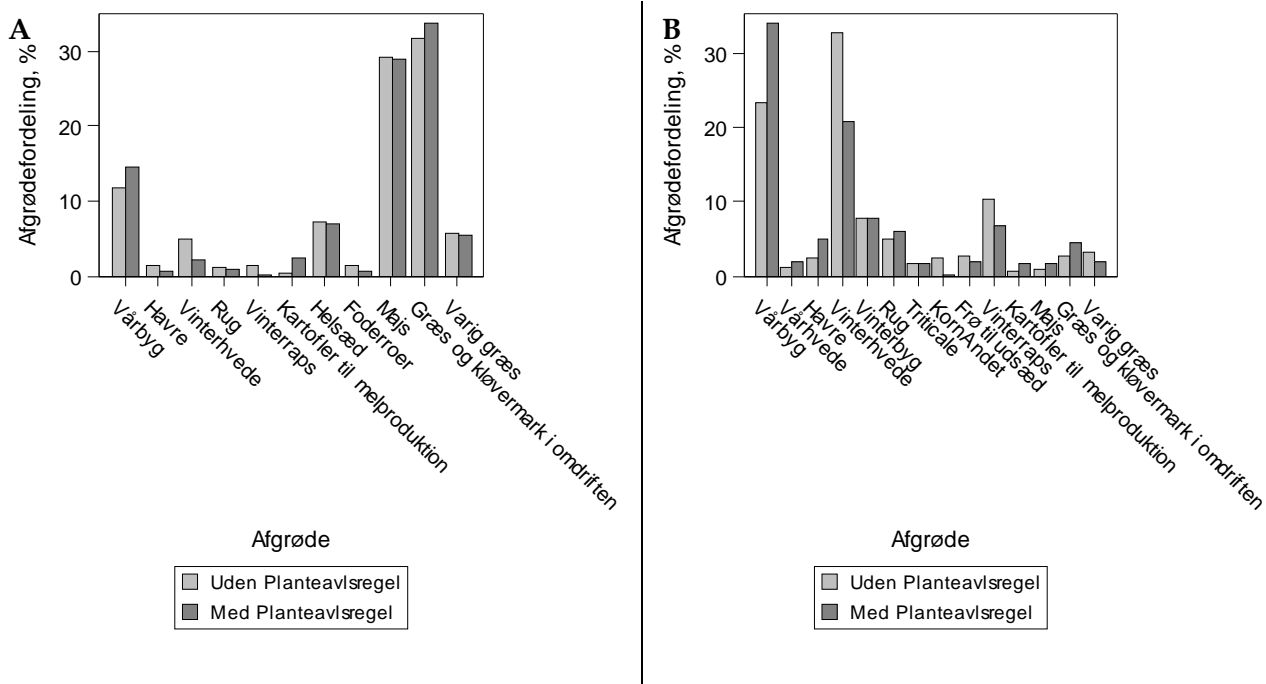 A
Afgrødefordeling, %
30
20
10
0
Vårbyg
Havre
Vinterhvede
Rug
Vinterraps
Kartofler til melproduktion
Helsæd
Foderroer
Majs
Græs og kløvermark i omdriften
Varig græs
Afgrøde
Uden Planteavlsregel
Med Planteavlsregel
B
Afgrødefordeling, %
30
20
10
0
Vårbyg
Vårhvede
Havre
Vinterhvede
Vinterbyg
Rug
Triticale
KornAndet
Frø til udsæd
Vinterraps
Kartofler til melproduktion
Majs
Græs og kløvermark i omdriften
Varig græs
Afgrøde
Uden Planteavlsregel
Med Planteavlsregel